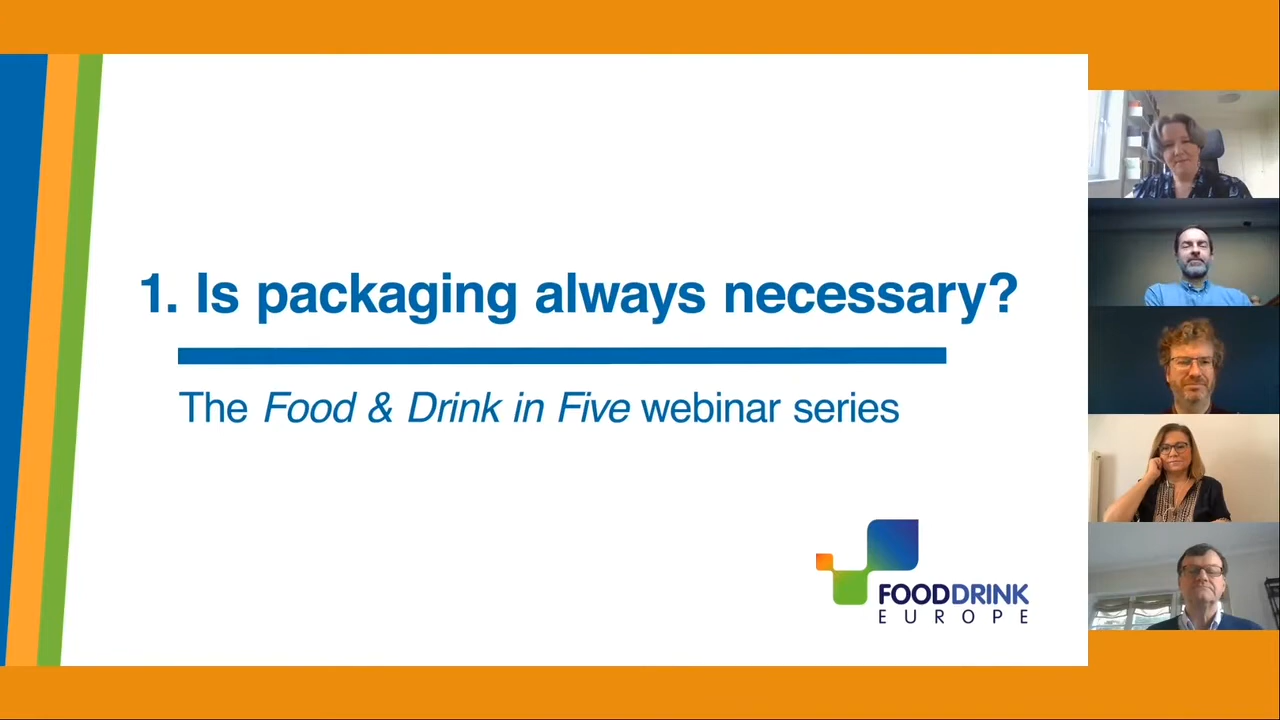 1. Is packaging always necessary?
The Food & Drink in Five webinar series
FOODDRINK
EUROPE